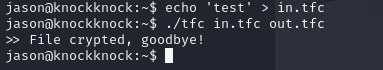 jason@knockknock:~$ echo 'test' > in.tfc
jason@knockknock:~$ ./tfc in.tfc out.tfc
>> File crypted, goodbye!
jason@knockknock:~$